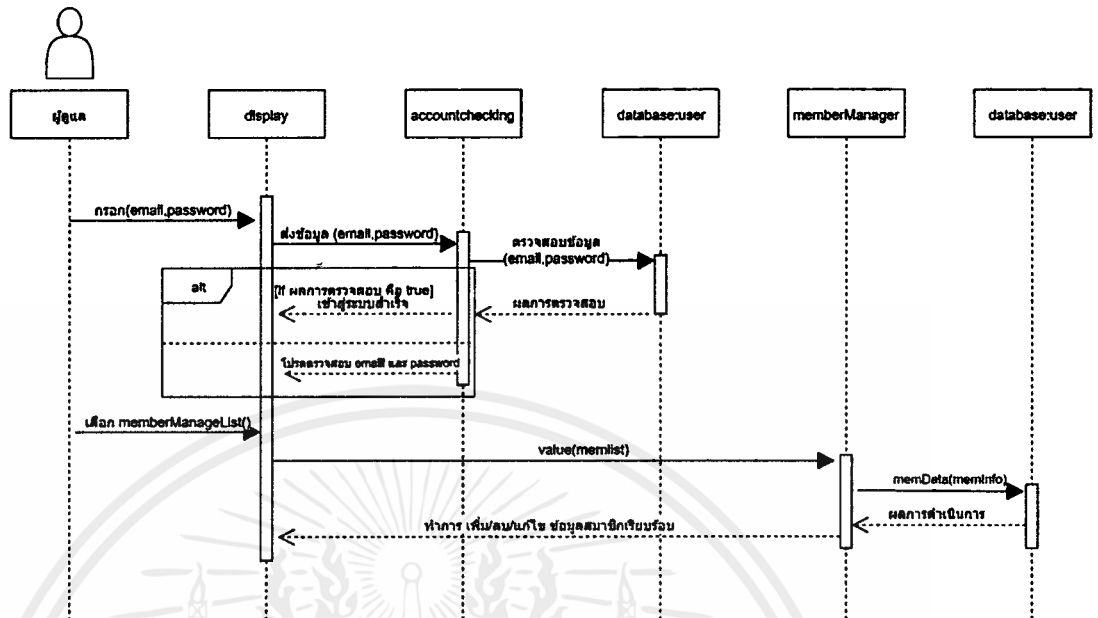 ผู้ดูแล
display
accountchecking
database:user
memberManager
database:user
กรอก(email,password)
ส่งข้อมูล (email,password)
ตรวจสอบข้อมูล
(email,password)
alt
[if ผลการตรวจสอบ คือ true]
เข้าสู่ระบบสำเร็จ
ผลการตรวจสอบ
โปรดตรวจสอบ email และ password
เลือก memberManageList()
value(memlist)
memData(memInfo)
ผลการดำเนินการ
ทำการ เพิ่ม/ลบ/แก้ไข ข้อมูลสมาชิกเรียบร้อย